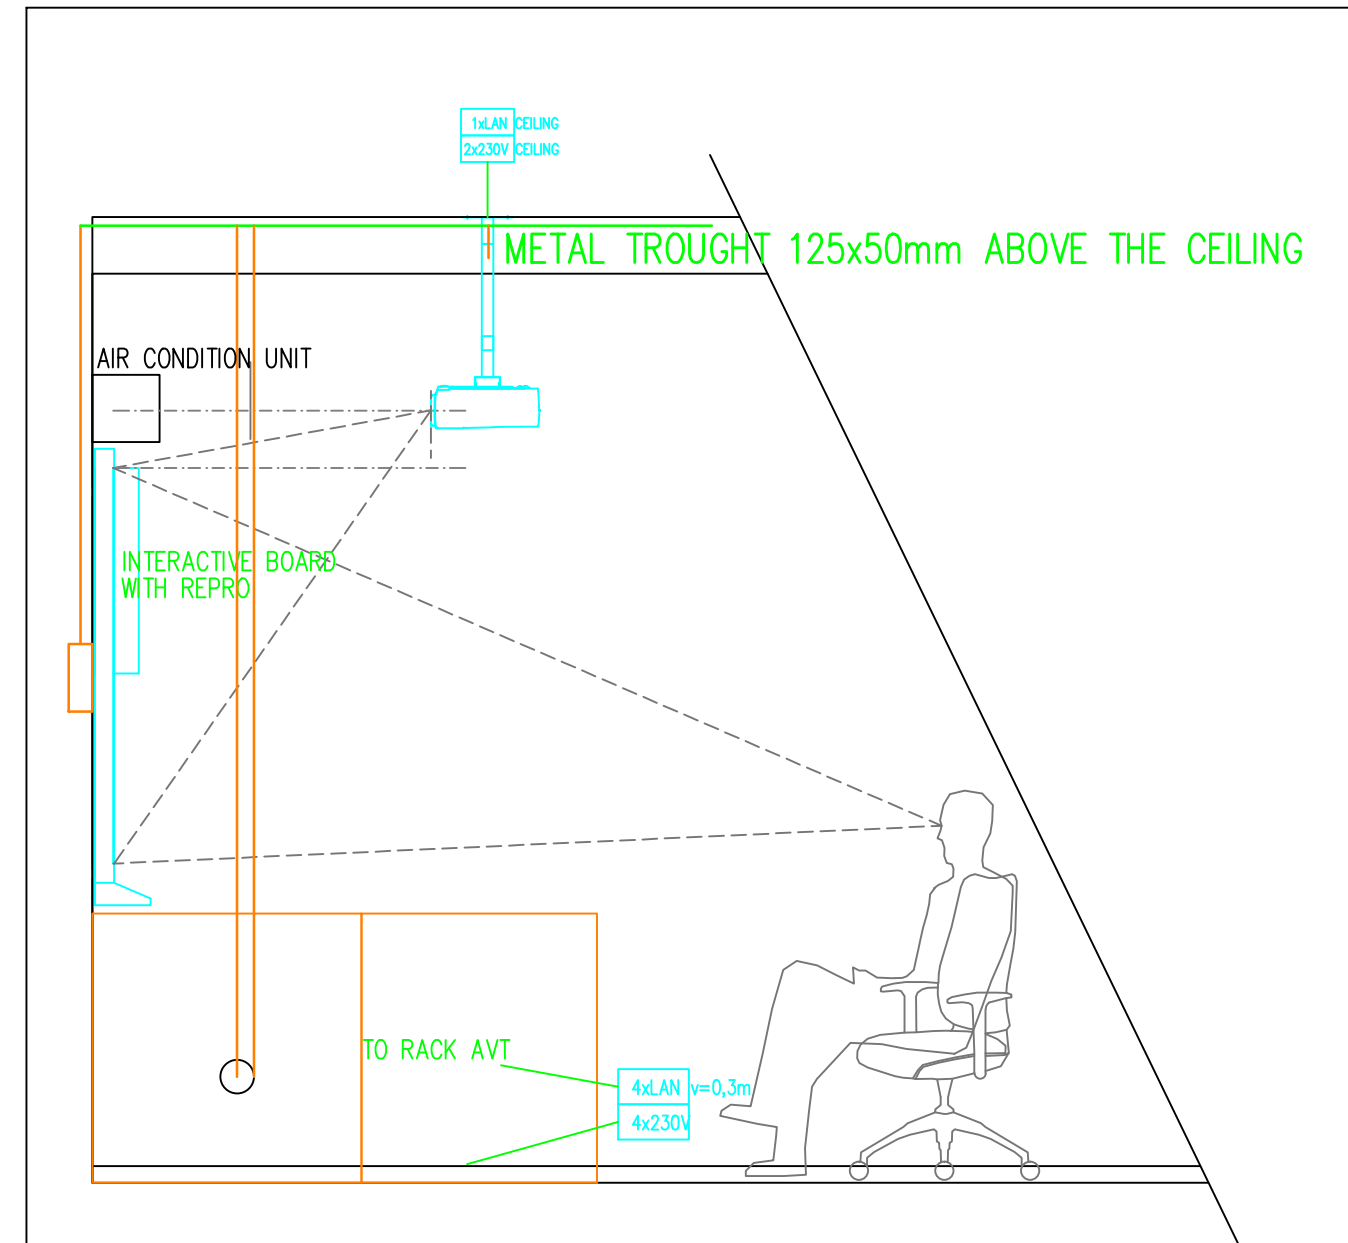 1xLAN CEILING
2x230V CEILING
METAL TROUGHT 125x50mm ABOVE THE CEILING
AIR CONDITION UNIT
INTERACTIVE BOARD
WITH REPRO
TO RACK AVT
4xLAN v=0,3m
4x230V